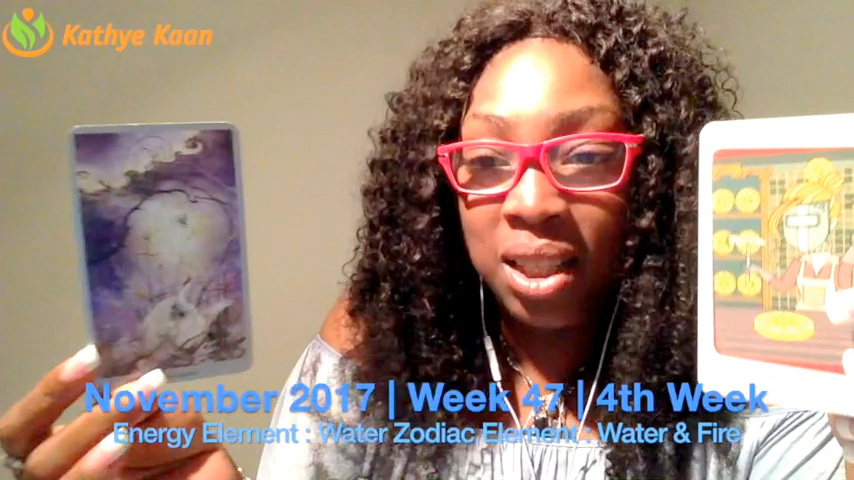 Kathye Kaan
November 2017 | Week 47 | 4th Week
Energy Element : Water Zodiac Element : Water & Fire